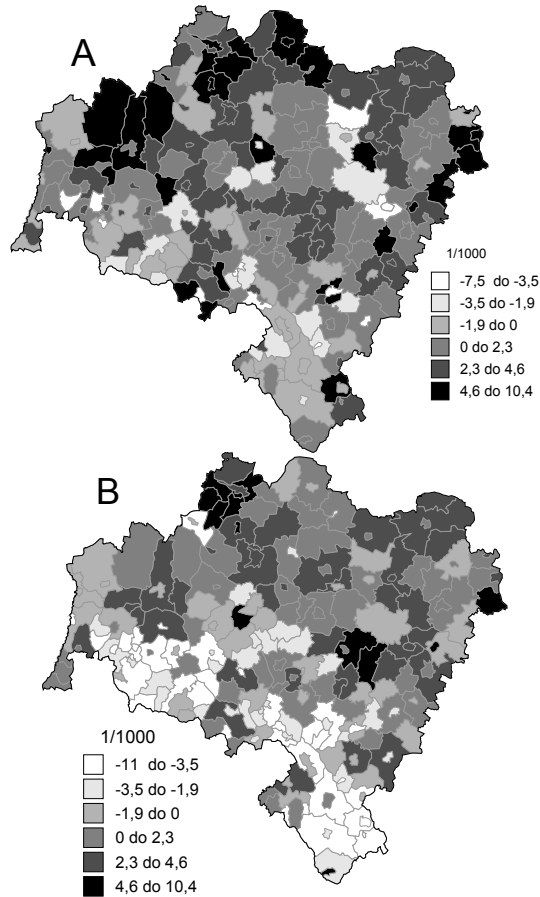 A
1/1000
-7,5 do -3,5
-3,5 do -1,9
-1,9 do 0
0 do 2,3
2,3 do 4,6
4,6 do 10,4
B
1/1000
-11 do -3,5
-3,5 do -1,9
-1,9 do 0
0 do 2,3
2,3 do 4,6
4,6 do 10,4